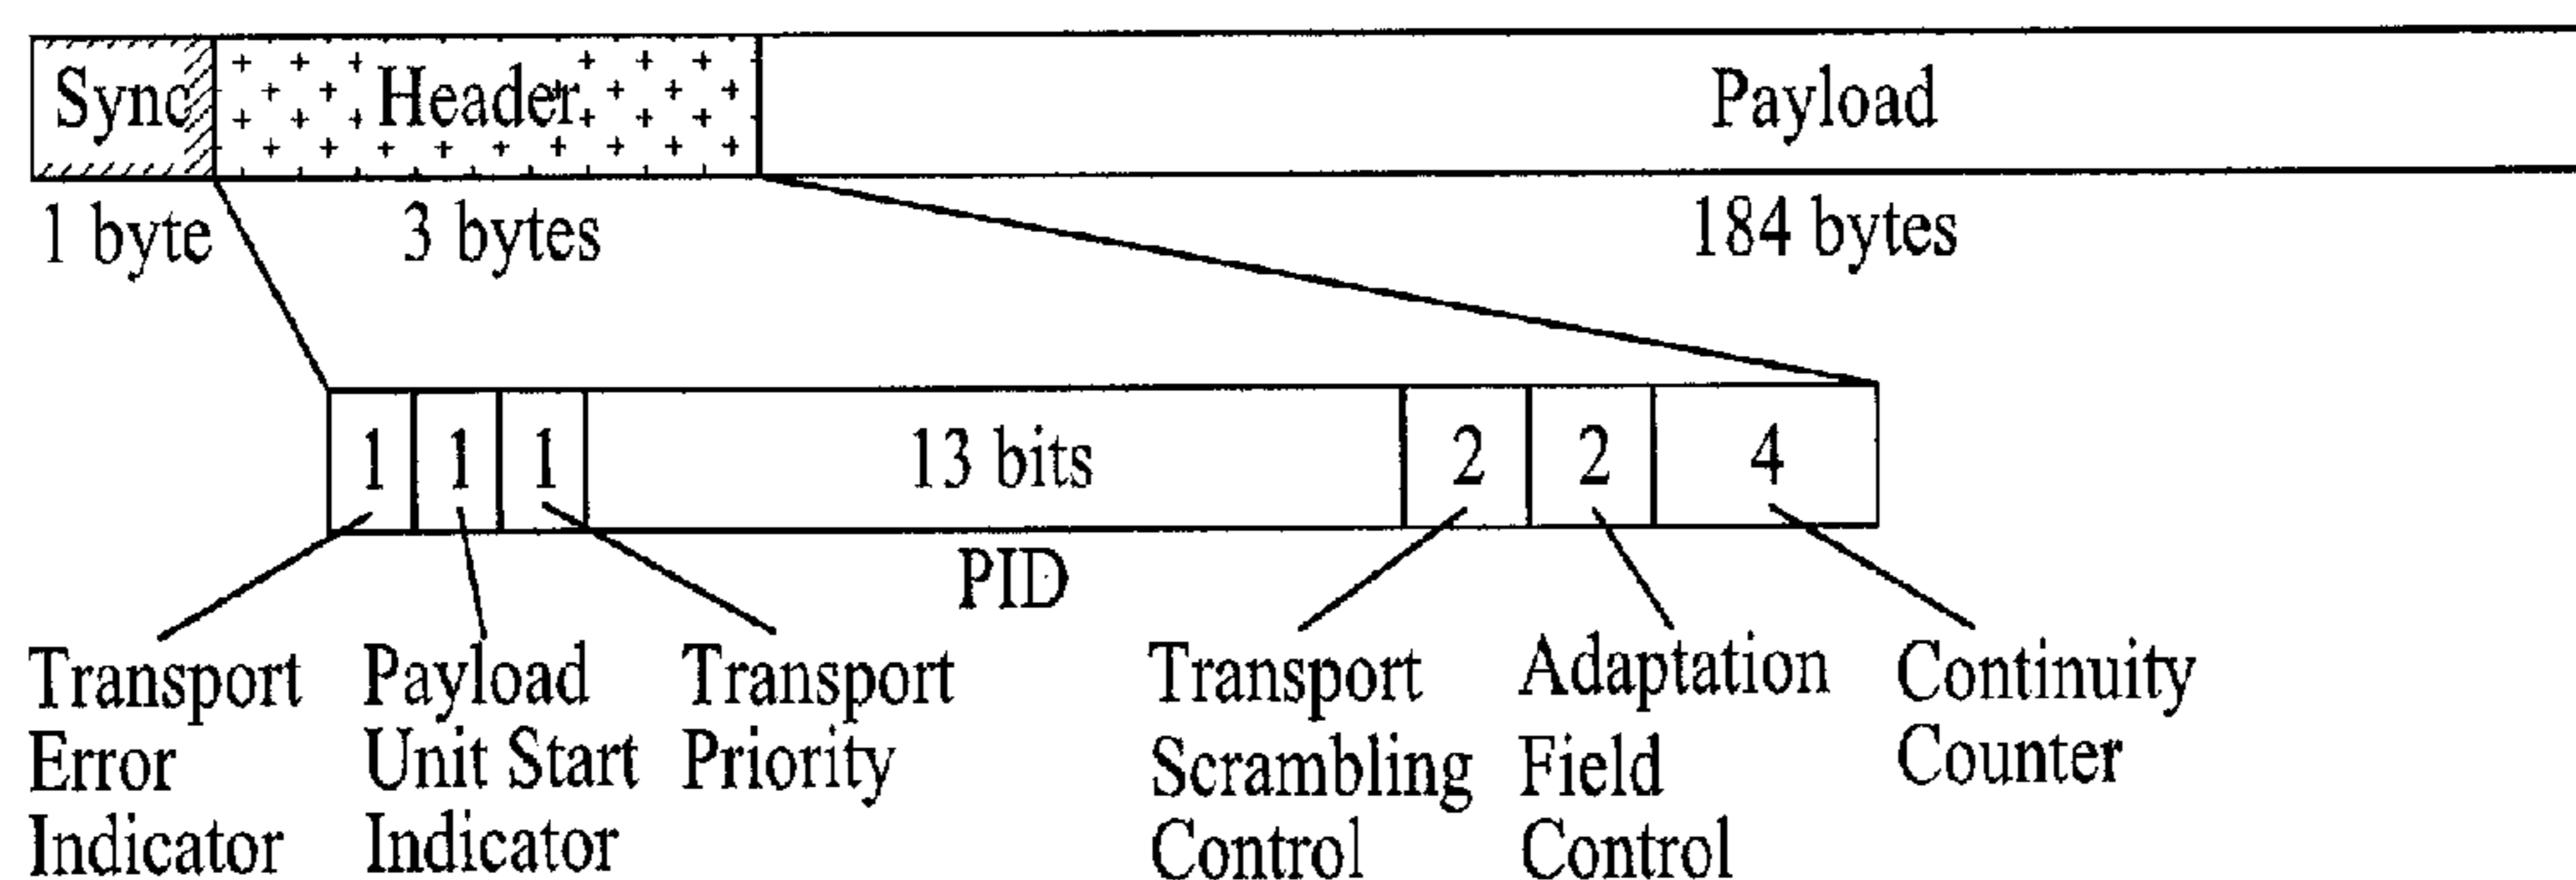 Sync Header Payload
1 byte 3 bytes 184 bytes
1 1 1 13 bits 2 2 4
PID
Transport Error Indicator
Payload Unit Start Indicator
Transport Priority
Transport Scrambling Control
Adaptation Field Control
Continuity Counter